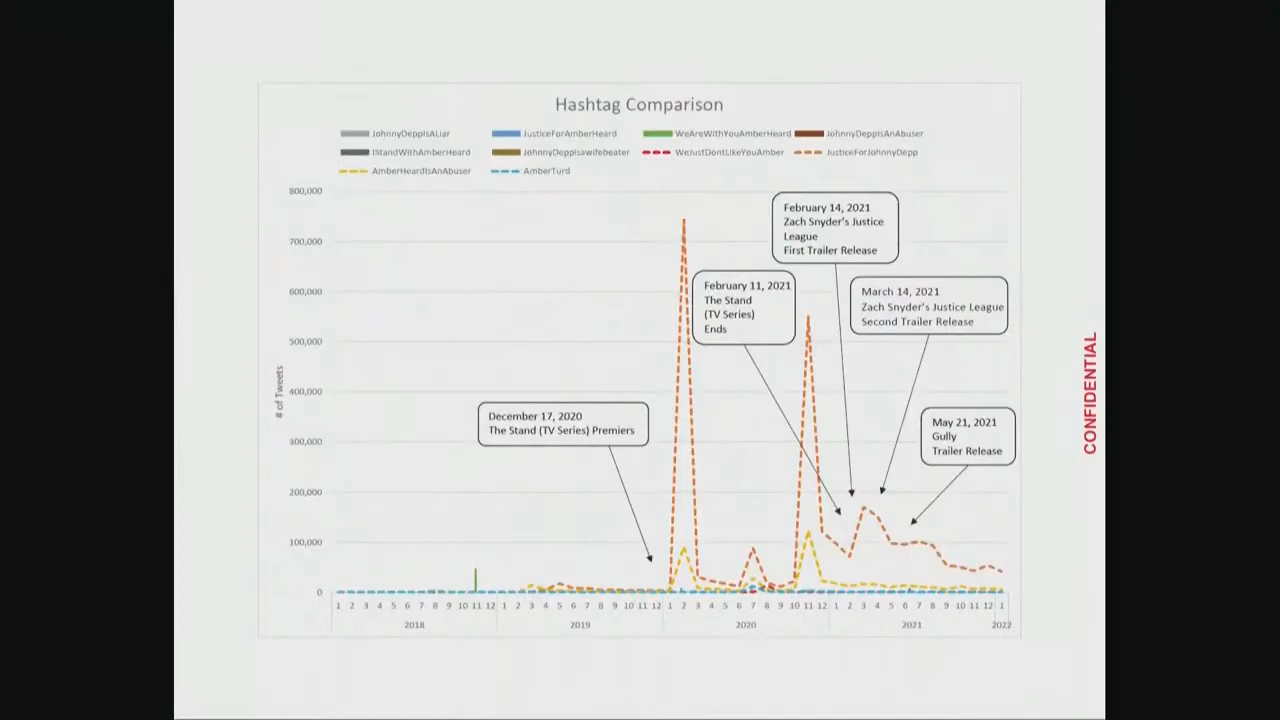 Hashtag Comparison
JohnnyDeppIsALiar JusticeForAmberHeard WeAreWithYouAmberHeard JohnnyDeppIsAnAbuser
IStandWithAmberHeard JohnnyDeppIsawifebeater WeJustDontLikeYouAmber JusticeForJohnnyDepp
AmberHeardIsAnAbuser AmberTurd
800,000
700,000
600,000
500,000
400,000
300,000
200,000
100,000
0
# of Tweets
February 14, 2021
Zach Snyder's Justice
League
First Trailer Release
February 11, 2021
The Stand
(TV Series)
Ends
March 14, 2021
Zach Snyder's Justice League
Second Trailer Release
December 17, 2020
The Stand (TV Series) Premiers
May 21, 2021
Gully
Trailer Release
1 2 3 4 5 6 7 8 9 10 11 12 1 2 3 4 5 6 7 8 9 10 11 12 1 2 3 4 5 6 7 8 9 10 11 12 1 2 3 4 5 6 7 8 9 10 11 12 1
2018 2019 2020 2021 2022
CONFIDENTIAL